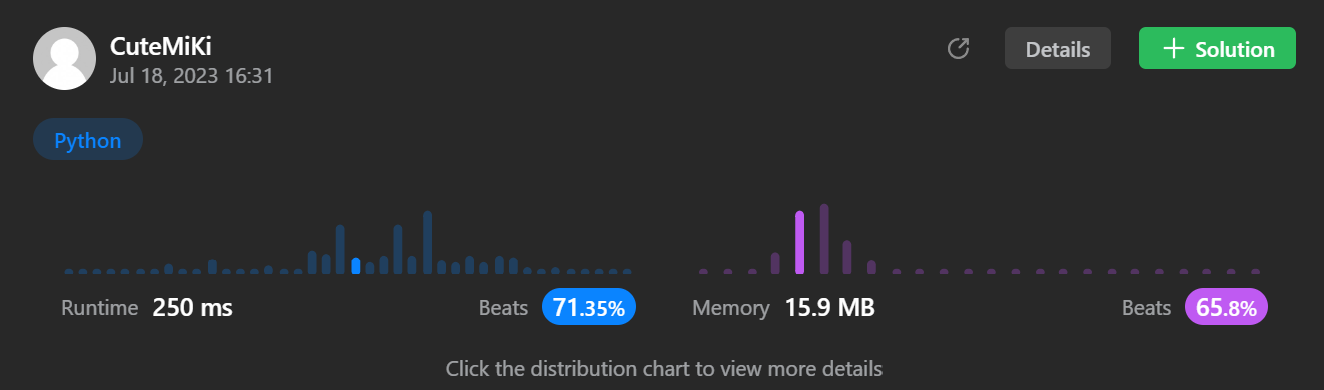 CuteMiKi
Jul 18, 2023 16:31
Details
Solution
Python
Runtime 250 ms Beats 71.35%
Memory 15.9 MB Beats 65.8%
Click the distribution chart to view more details